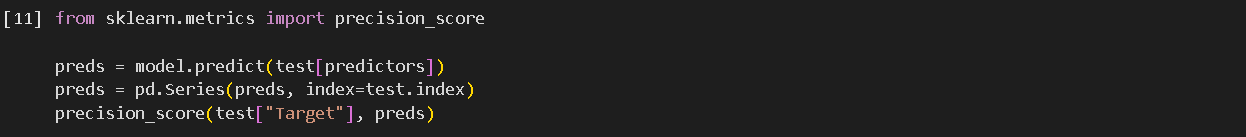 [11] from sklearn.metrics import precision_score
preds = model.predict(test[predictors])
preds = pd.Series(preds, index=test.index)
precision_score(test["Target"], preds)